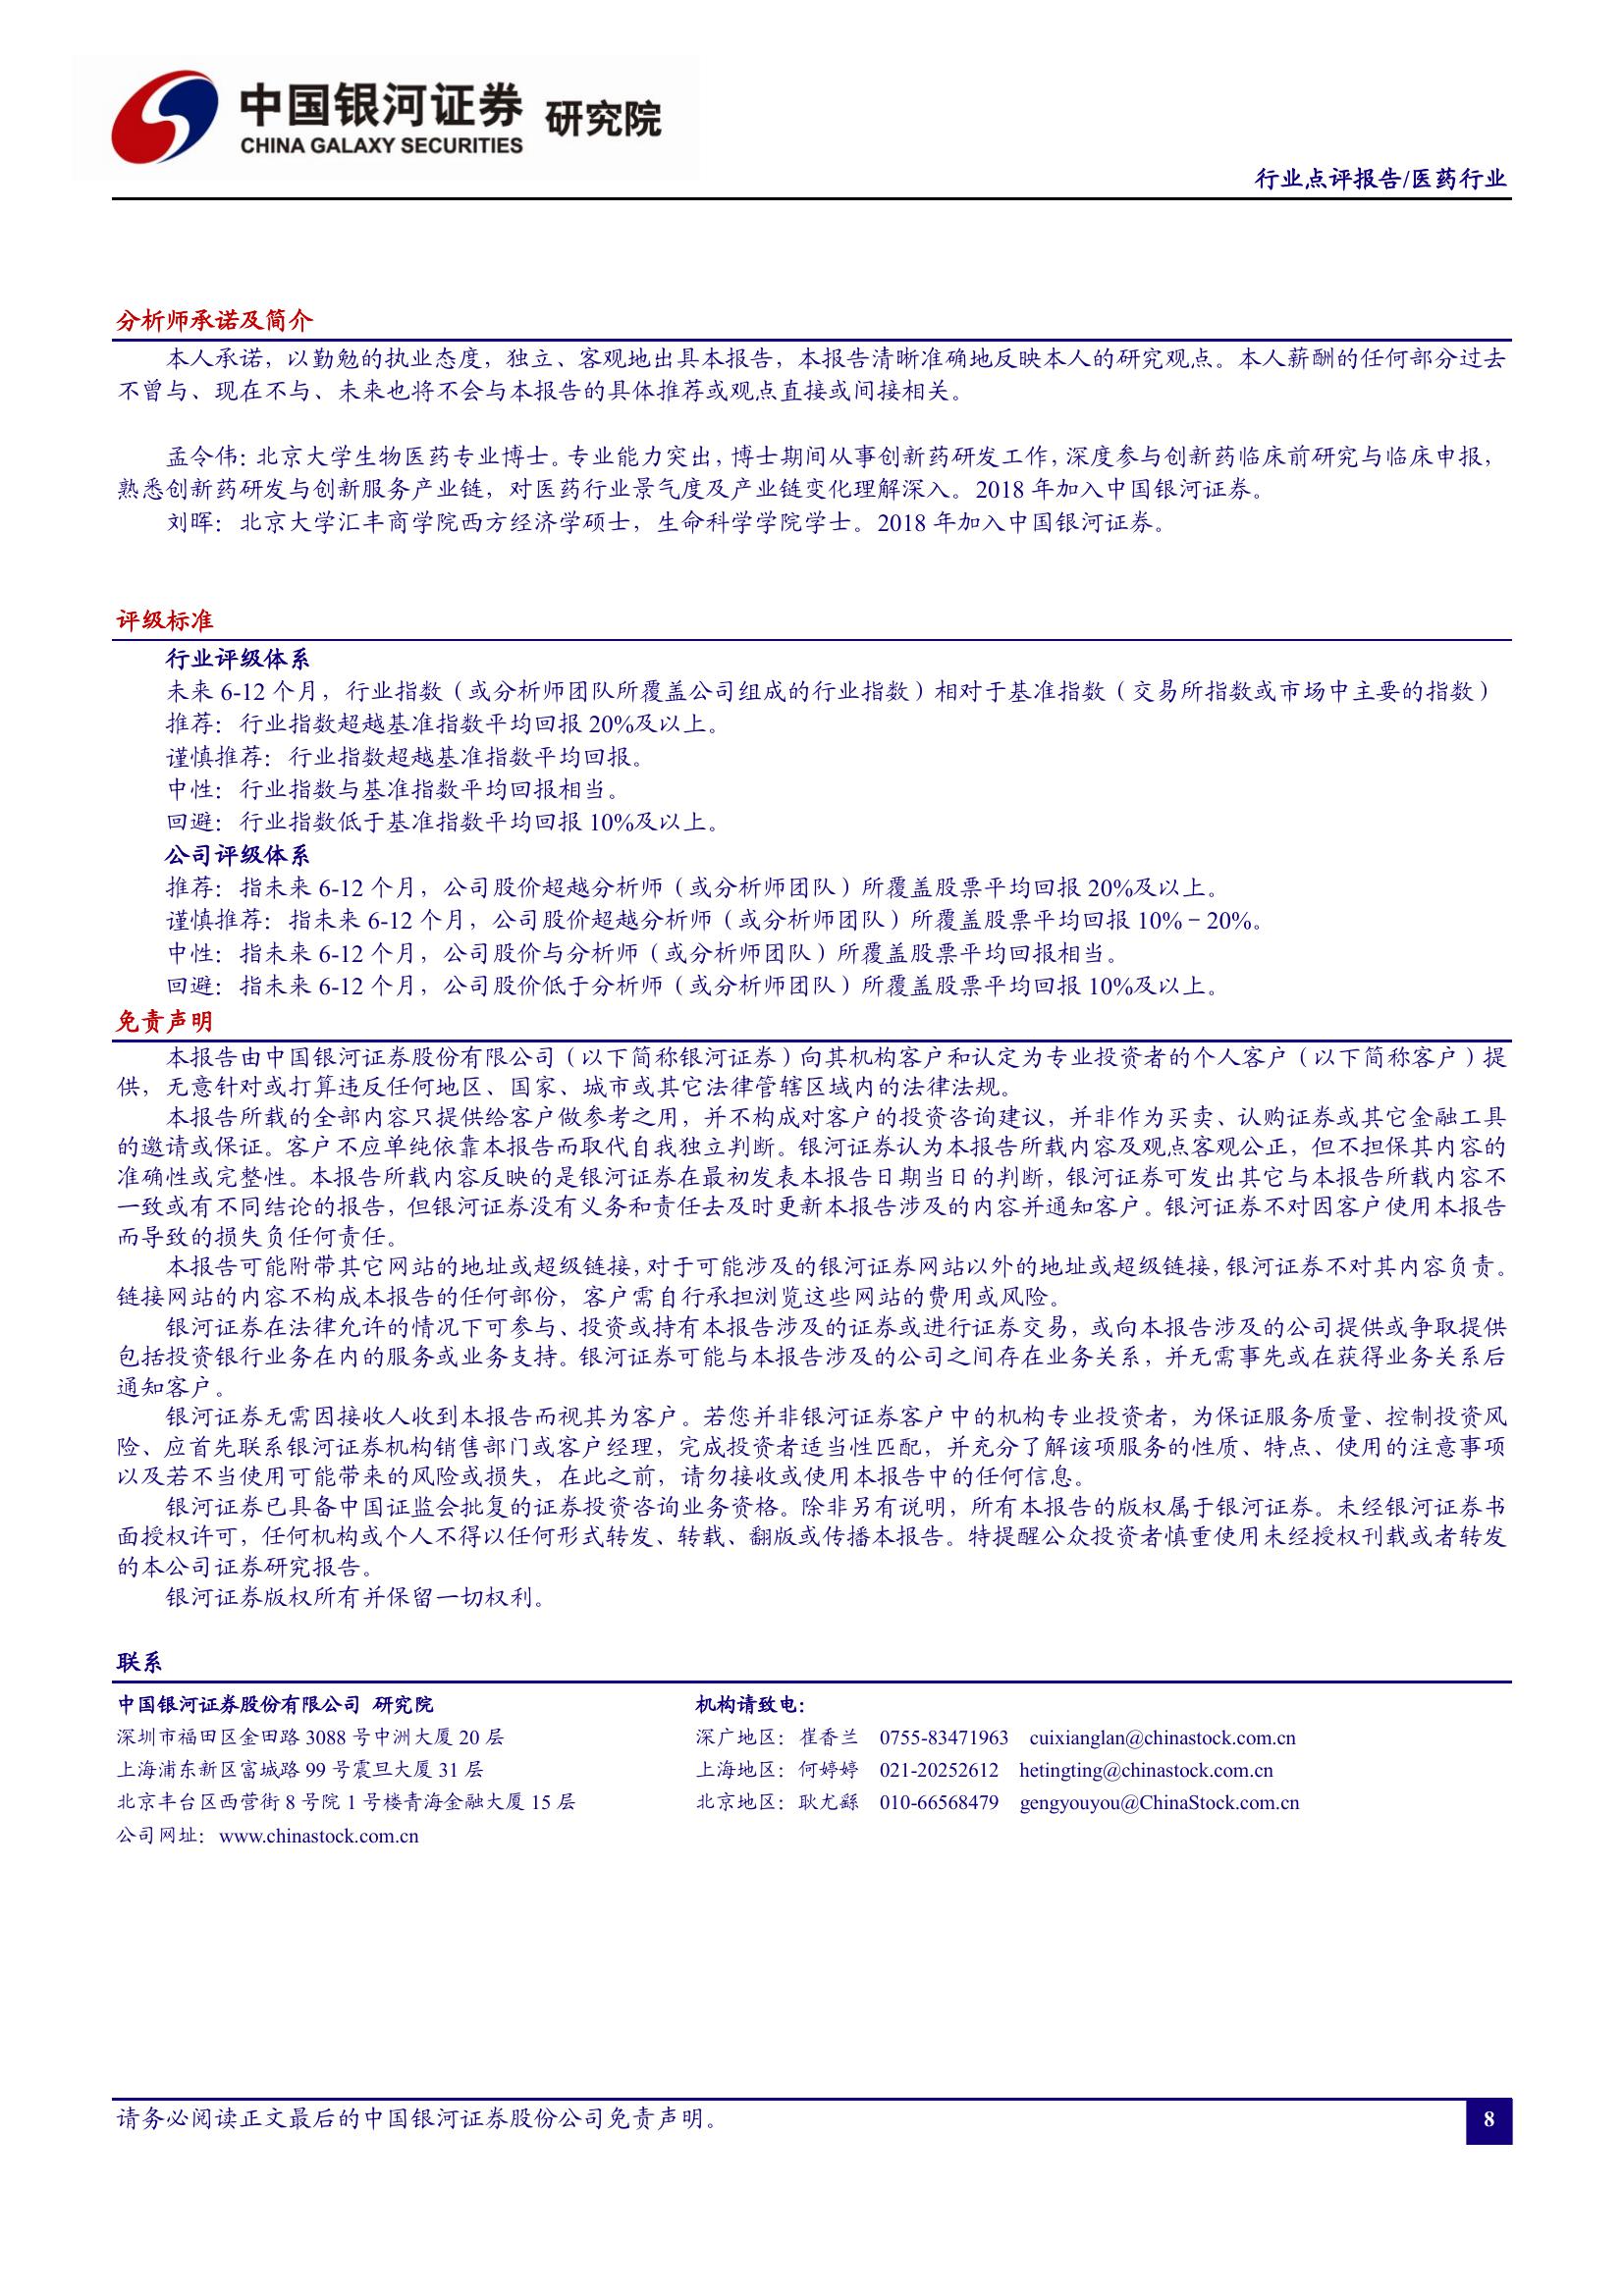 中国银河证券 研究院
CHINA GALAXY SECURITIES
行业点评报告/医药行业
分析师承诺及简介
本人承诺，以勤勉的执业态度，独立、客观地出具本报告，本报告清晰准确地反映本人的研究观点。本人薪酬的任何部分过去
不曾与、现在不与、未来也将不会与本报告的具体推荐或观点直接或间接相关。
孟令伟：北京大学生物医药专业博士。专业能力突出，博士期间从事创新药研发工作，深度参与创新药临床前研究与临床申报，
熟悉创新药研发与创新服务产业链，对医药行业景气度及产业链变化理解深入。2018 年加入中国银河证券。
刘晖：北京大学汇丰商学院西方经济学硕士，生命科学学院学士。2018 年加入中国银河证券。
评级标准
行业评级体系
未来 6-12 个月，行业指数（或分析师团队所覆盖公司组成的行业指数）相对于基准指数（交易所指数或市场中主要的指数）
推荐：行业指数超越基准指数平均回报 20%及以上。
谨慎推荐：行业指数超越基准指数平均回报。
中性：行业指数与基准指数平均回报相当。
回避：行业指数低于基准指数平均回报 10%及以上。
公司评级体系
推荐：指未来 6-12 个月，公司股价超越分析师（或分析师团队）所覆盖股票平均回报 20%及以上。
谨慎推荐：指未来 6-12 个月，公司股价超越分析师（或分析师团队）所覆盖股票平均回报 10%－20%。
中性：指未来 6-12 个月，公司股价与分析师（或分析师团队）所覆盖股票平均回报相当。
回避：指未来 6-12 个月，公司股价低于分析师（或分析师团队）所覆盖股票平均回报 10%及以上。
免责声明
本报告由中国银河证券股份有限公司（以下简称银河证券）向其机构客户和认定为专业投资者的个人客户（以下简称客户）提
供，无意针对或打算违反任何地区、国家、城市或其它法律管辖区域内的法律法规。
本报告所载的全部内容只提供给客户做参考之用，并不构成对客户的投资咨询建议，并非作为买卖、认购证券或其它金融工具
的邀请或保证。客户不应单纯依靠本报告而取代自我独立判断。银河证券认为本报告所载内容及观点客观公正，但不担保其内容的
准确性或完整性。本报告所载内容反映的是银河证券在最初发表本报告日期当日的判断，银河证券可发出其它与本报告所载内容不
一致或有不同结论的报告，但银河证券没有义务和责任去及时更新本报告涉及的内容并通知客户。银河证券不对因客户使用本报告
而导致的损失负任何责任。
本报告可能附带其它网站的地址或超级链接，对于可能涉及的银河证券网站以外的地址或超级链接，银河证券不对其内容负责。
链接网站的内容不构成本报告的任何部份，客户需自行承担浏览这些网站的费用或风险。
银河证券在法律允许的情况下可参与、投资或持有本报告涉及的证券或进行证券交易，或向本报告涉及的公司提供或争取提供
包括投资银行业务在内的服务或业务支持。银河证券可能与本报告涉及的公司之间存在业务关系，并无需事先或在获得业务关系后
通知客户。
银河证券无需因接收人收到本报告而视其为客户。若您并非银河证券客户中的机构专业投资者，为保证服务质量、控制投资风
险、应首先联系银河证券机构销售部门或客户经理，完成投资者适当性匹配，并充分了解该项服务的性质、特点、使用的注意事项
以及若不当使用可能带来的风险或损失，在此之前，请勿接收或使用本报告中的任何信息。
银河证券已具备中国证监会批复的证券投资咨询业务资格。除非另有说明，所有本报告的版权属于银河证券。未经银河证券书
面授权许可，任何机构或个人不得以任何形式转发、转载、翻版或传播本报告。特提醒公众投资者慎重使用未经授权刊载或者转发
的本公司证券研究报告。
银河证券版权所有并保留一切权利。
联系
中国银河证券股份有限公司 研究院 机构请致电：
深圳市福田区金田路 3088 号中洲大厦 20 层 深广地区：崔香兰 0755-83471963 cuixianglan@chinastock.com.cn
上海浦东新区富城路 99 号震旦大厦 31 层 上海地区：何婷婷 021-20252612 hetingting@chinastock.com.cn
北京丰台区西营街 8 号院 1 号楼青海金融大厦 15 层 北京地区：耿尤繇 010-66568479 gengyouyou@ChinaStock.com.cn
公司网址：www.chinastock.com.cn
请务必阅读正文最后的中国银河证券股份公司免责声明。
8